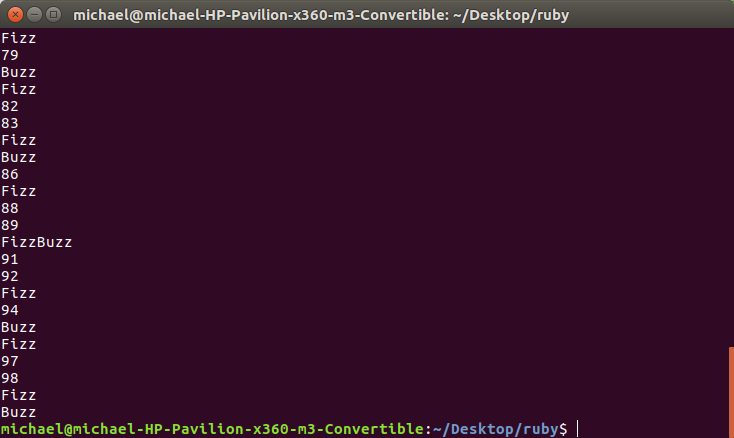 michael@michael-HP-Pavilion-x360-m3-Convertible: ~/Desktop/ruby
Fizz
79
Buzz
Fizz
82
83
Fizz
Buzz
86
Fizz
88
89
FizzBuzz
91
92
Fizz
94
Buzz
Fizz
97
98
Fizz
Buzz
michael@michael-HP-Pavilion-x360-m3-Convertible:~/Desktop/ruby$